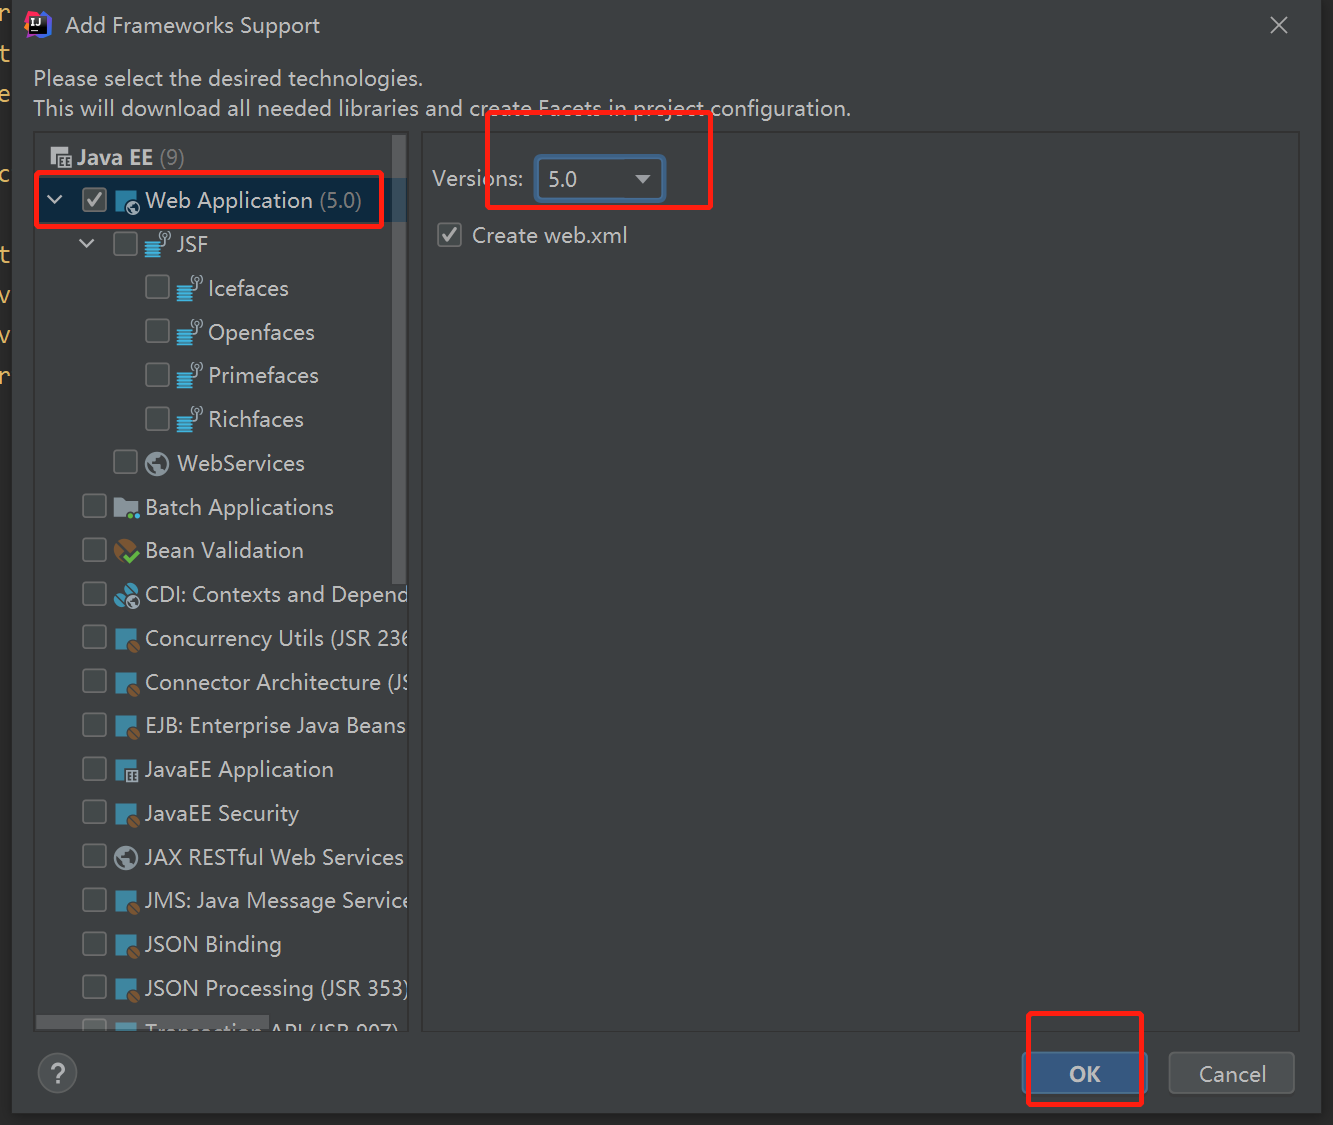 Add Frameworks Support
Please select the desired technologies.
This will download all needed libraries and create Facets in project configuration.
Java EE (9)
Web Application (5.0)
JSF
Icefaces
Openfaces
Primefaces
Richfaces
WebServices
Batch Applications
Bean Validation
CDI: Contexts and Depend
Concurrency Utils (JSR 236
Connector Architecture (JS
EJB: Enterprise Java Beans
JavaEE Application
JavaEE Security
JAX RESTful Web Services
JMS: Java Message Service
JSON Binding
JSON Processing (JSR 353)
Transaction API (JSR 907)
Versions: 5.0
Create web.xml
?
OK
Cancel